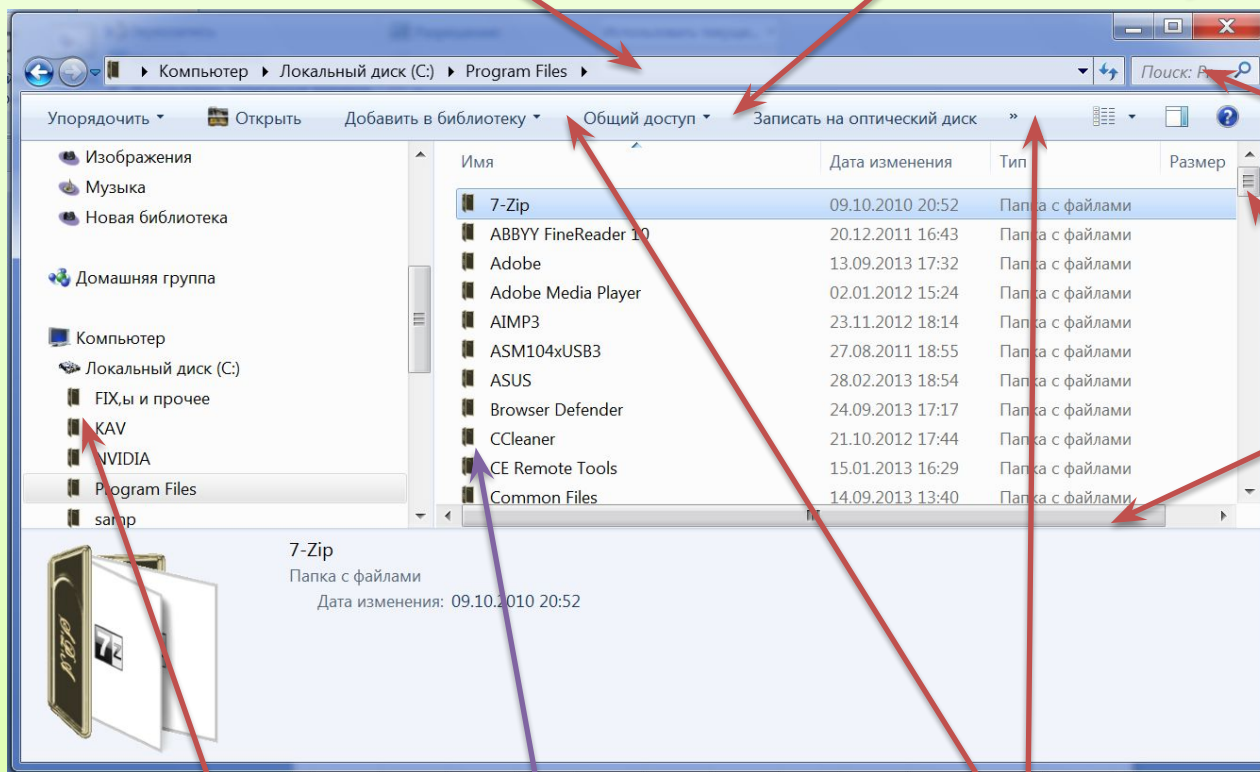 Компьютер Локальный диск (C:) Program Files
Поиск:
Упорядочить Открыть Добавить в библиотеку Общий доступ Записать на оптический диск »
Изображения
Музыка
Новая библиотека
Домашняя группа
Компьютер
Локальный диск (C:)
FIX,ы и прочее
KAV
NVIDIA
Program Files
samp
Имя Дата изменения Тип Размер
7-Zip 09.10.2010 20:52 Папка с файлами
ABBYY FineReader 10 20.12.2011 16:43 Папка с файлами
Adobe 13.09.2013 17:32 Папка с файлами
Adobe Media Player 02.01.2012 15:24 Папка с файлами
AIMP3 23.11.2012 18:14 Папка с файлами
ASM104xUSB3 27.08.2011 18:55 Папка с файлами
ASUS 28.02.2013 18:54 Папка с файлами
Browser Defender 24.09.2013 17:17 Папка с файлами
CCleaner 21.10.2012 17:44 Папка с файлами
CE Remote Tools 15.01.2013 16:29 Папка с файлами
Common Files 14.09.2013 13:40 Папка с файлами
7-Zip
Папка с файлами
Дата изменения: 09.10.2010 20:52
7z